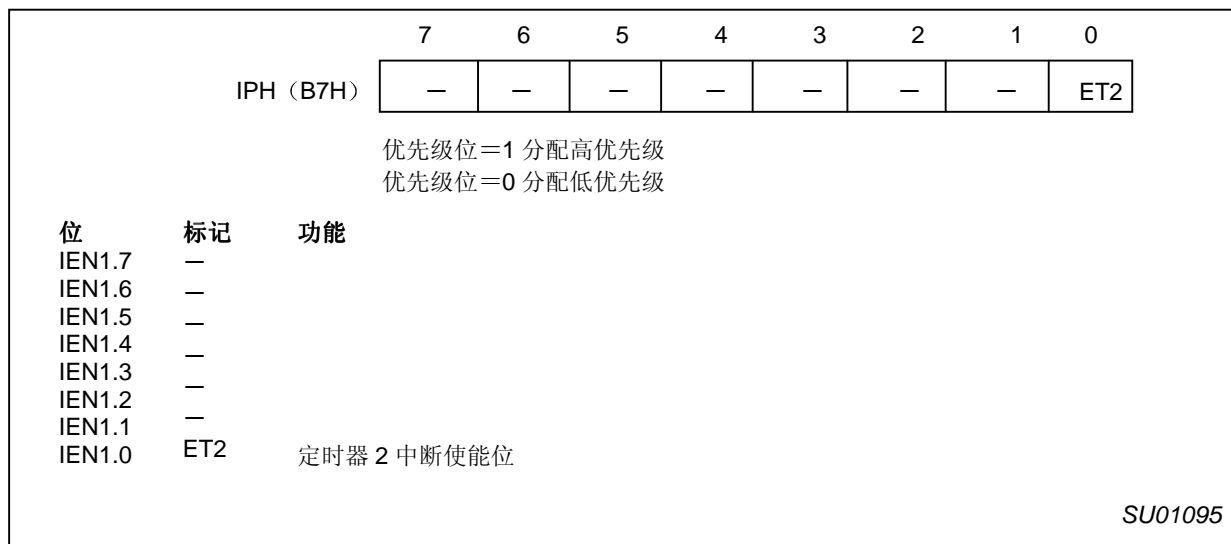 7 6 5 4 3 2 1 0
IPH（B7H） － － － － － － － ET2
优先级位＝1 分配高优先级
优先级位＝0 分配低优先级
位 标记 功能
IEN1.7 －
IEN1.6 －
IEN1.5 －
IEN1.4 －
IEN1.3 －
IEN1.2 －
IEN1.1
IEN1.0 ET2 定时器 2 中断使能位
SU01095